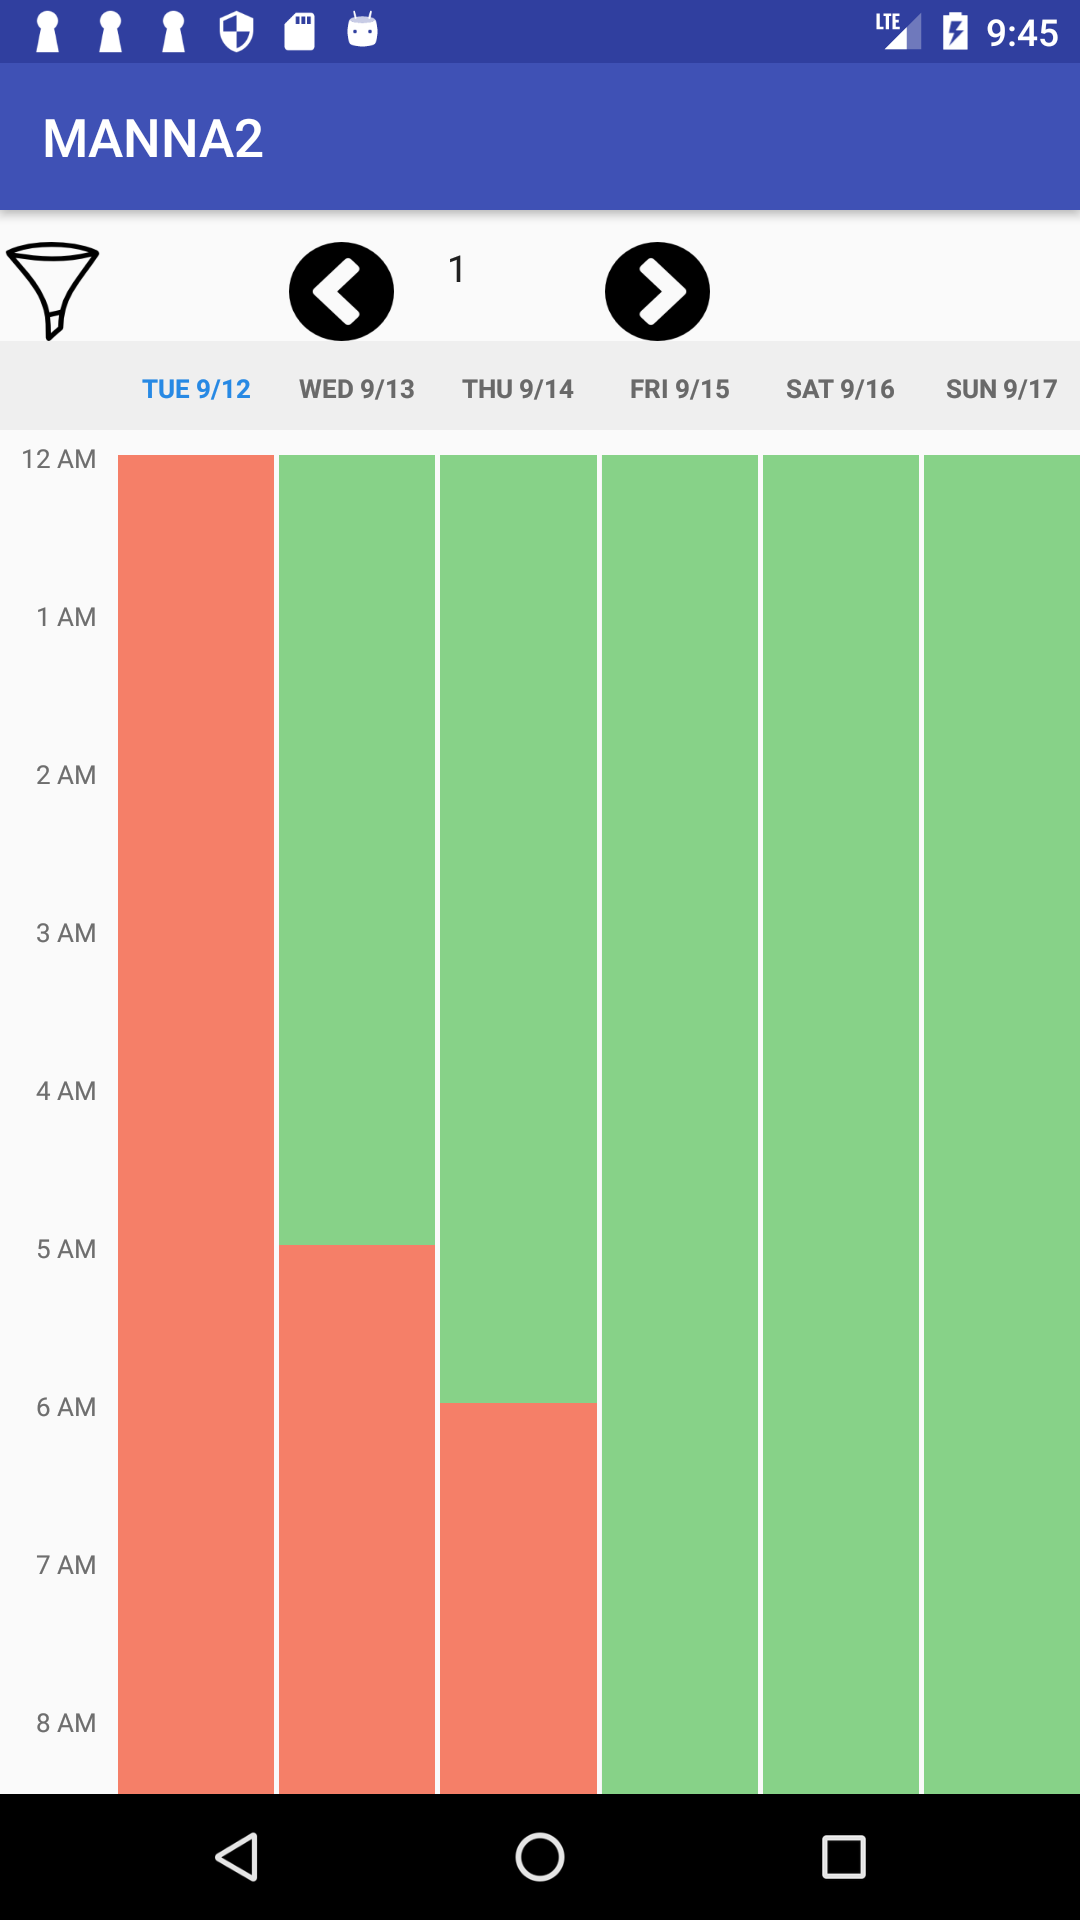 LTE 9:45
MANNA2
1
TUE 9/12 WED 9/13 THU 9/14 FRI 9/15 SAT 9/16 SUN 9/17
12 AM
1 AM
2 AM
3 AM
4 AM
5 AM
6 AM
7 AM
8 AM